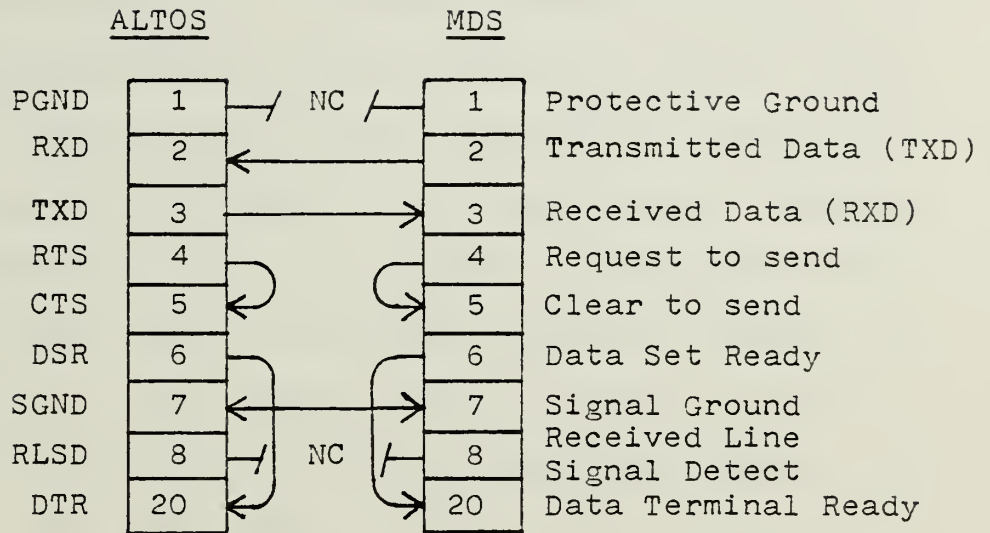 ALTOS MDS
PGND 1 NC 1 Protective Ground
RXD 2 2 Transmitted Data (TXD)
TXD 3 3 Received Data (RXD)
RTS 4 4 Request to send
CTS 5 5 Clear to send
DSR 6 6 Data Set Ready
SGND 7 7 Signal Ground
RLSD 8 NC 8 Received Line
Signal Detect
DTR 20 20 Data Terminal Ready